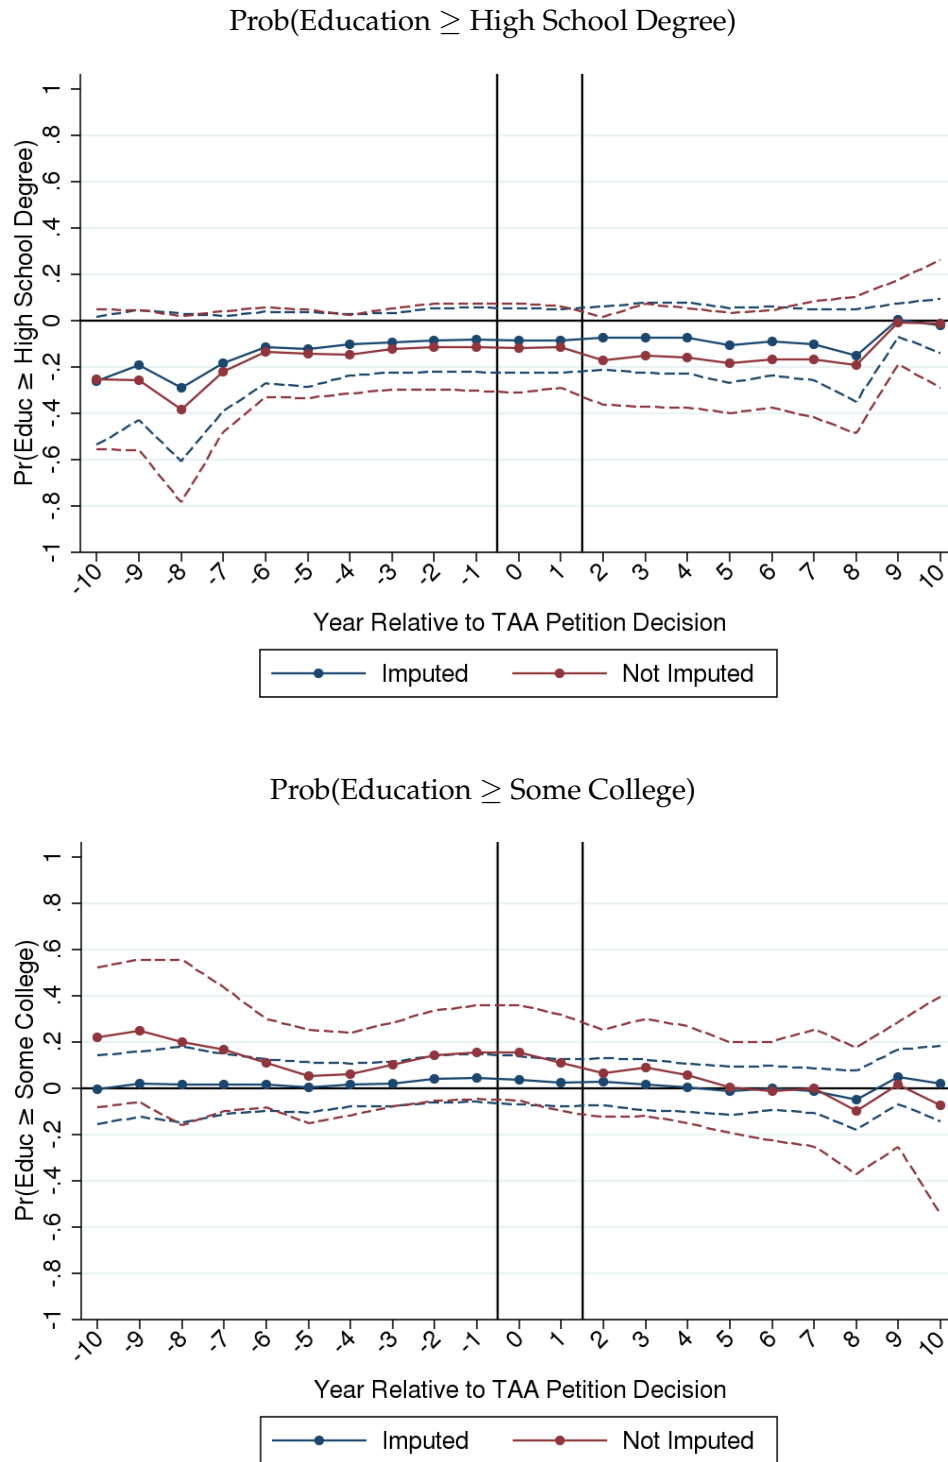 Prob(Education ≥ High School Degree)
Pr(Educ ≥ High School Degree)
1
.8
.6
.4
.2
0
-.2
-.4
-.6
-.8
-1
-10 -9 -8 -7 -6 -5 -4 -3 -2 -1 0 1 2 3 4 5 6 7 8 9 10
Year Relative to TAA Petition Decision
Imputed Not Imputed
Prob(Education ≥ Some College)
Pr(Educ ≥ Some College)
1
.8
.6
.4
.2
0
-.2
-.4
-.6
-.8
-1
-10 -9 -8 -7 -6 -5 -4 -3 -2 -1 0 1 2 3 4 5 6 7 8 9 10
Year Relative to TAA Petition Decision
Imputed Not Imputed